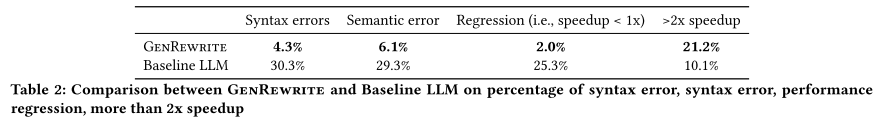 Syntax errors Semantic error Regression (i.e., speedup < 1x) >2x speedup
GenRewrite 4.3% 6.1% 2.0% 21.2%
Baseline LLM 30.3% 29.3% 25.3% 10.1%
Table 2: Comparison between GenRewrite and Baseline LLM on percentage of syntax error, syntax error, performance
regression, more than 2x speedup